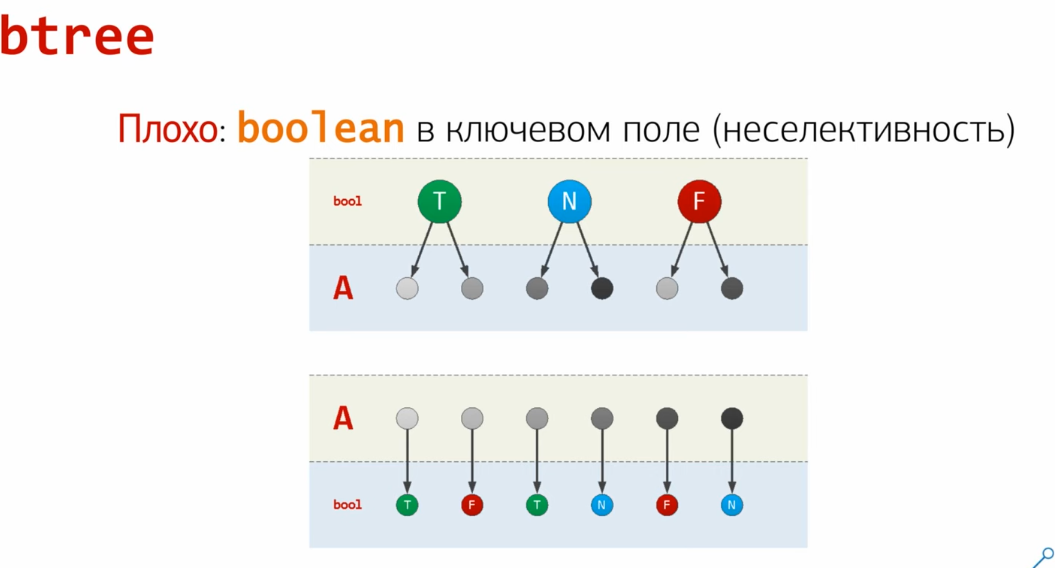 btree
Плохо: boolean в ключевом поле (неселективность)
bool T N F
A
A
bool T F T N F N